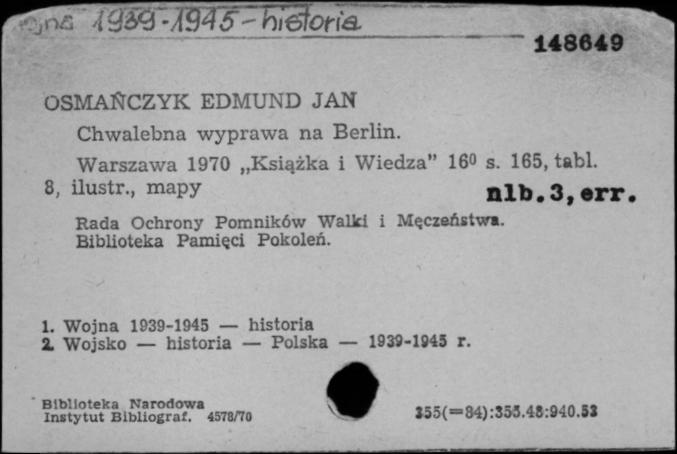 1939-1945 - historia
148649
OSMAŃCZYK EDMUND JAN
Chwalebna wyprawa na Berlin.
Warszawa 1970 „Książka i Wiedza” 16⁰ s. 165, tabl.
8, ilustr., mapy nlb. 3, err.
Rada Ochrony Pomników Walki i Męczeństwa.
Biblioteka Pamięci Pokoleń.
1. Wojna 1939-1945 — historia
2. Wojsko — historia — Polska — 1939-1945 r.
Biblioteka Narodowa
Instytut Bibliograf. 4578/70 355(=84):355.48:940.53